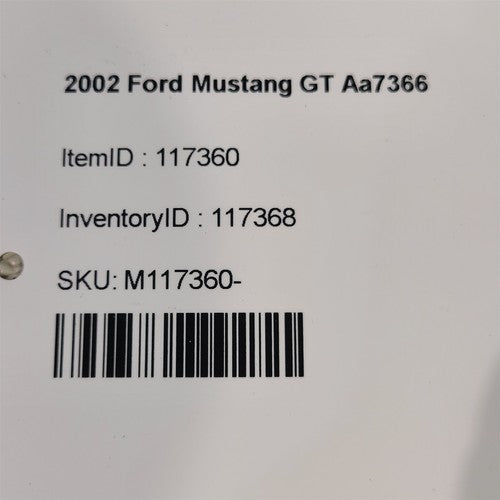 2002 Ford Mustang GT Aa7366
ItemID : 117360
InventoryID : 117368
SKU: M117360-